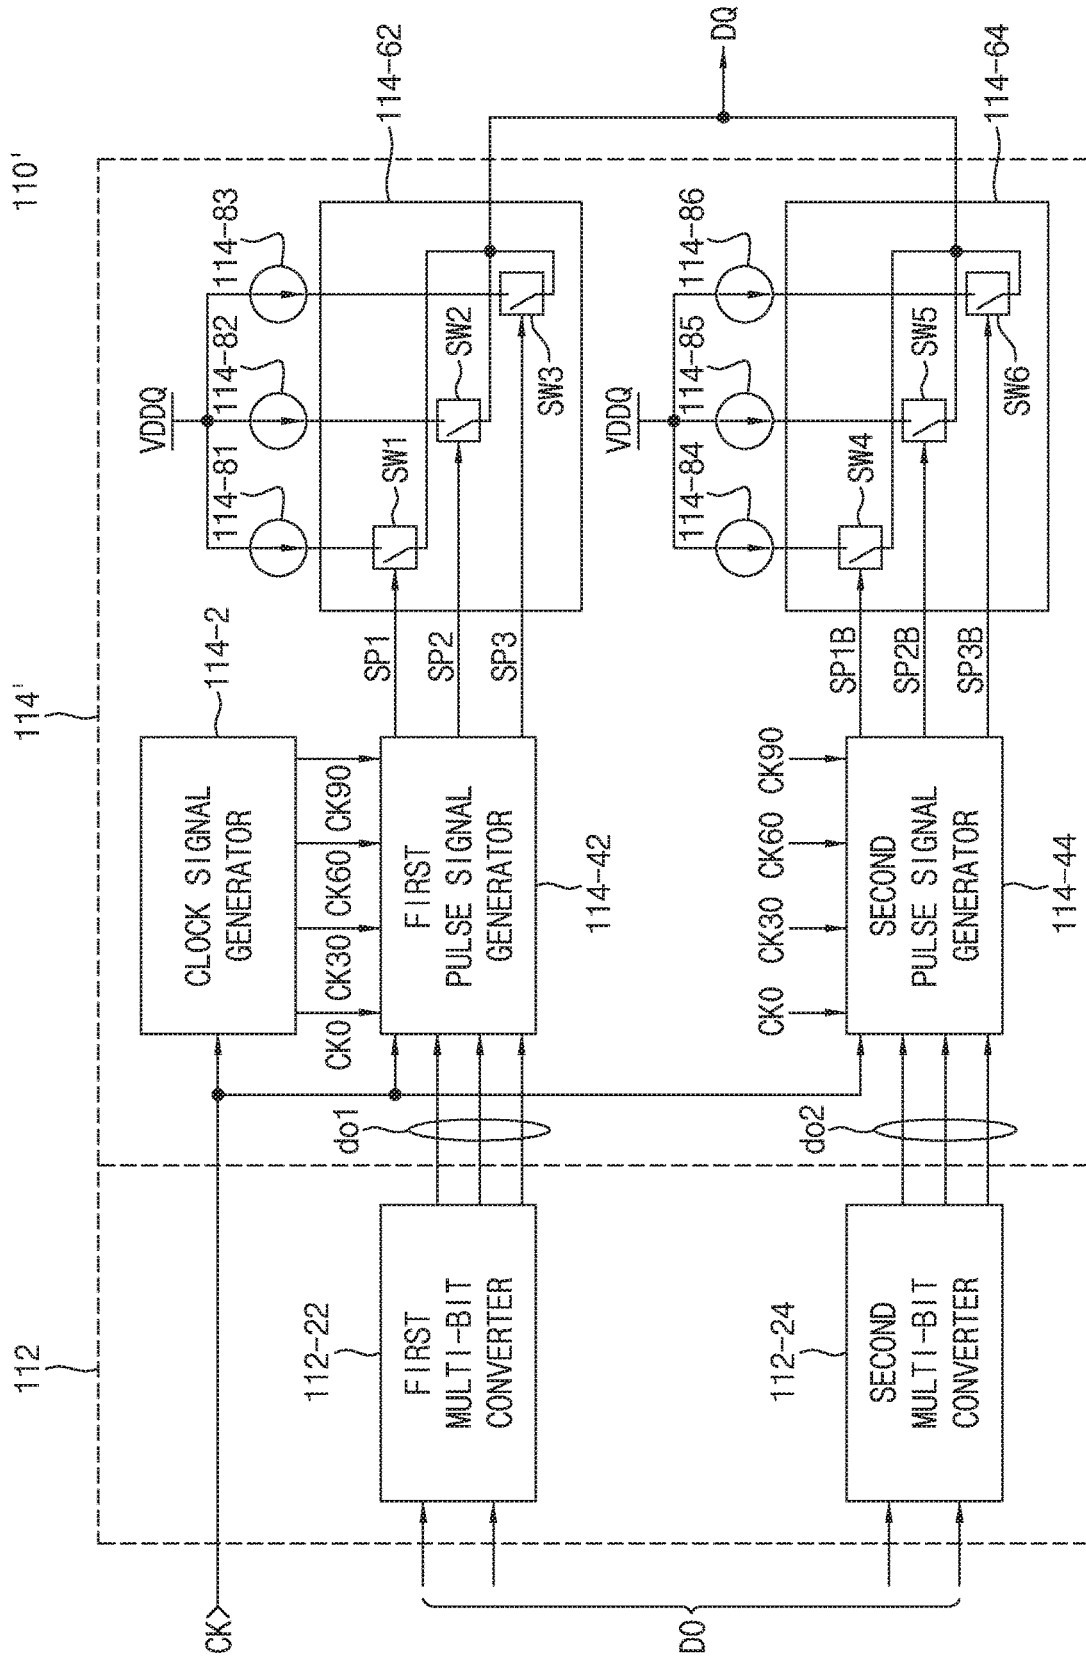 110'
112
114'
CK
CLOCK SIGNAL
GENERATOR
114-2
VDDQ
114-81
114-82
114-83
114-62
CK0
CK30
CK60
CK90
112-22
FIRST
MULTI-BIT
CONVERTER
do1
FIRST
PULSE SIGNAL
GENERATOR
114-42
SP1
SP2
SP3
SW1
SW2
SW3
DO
DQ
VDDQ
114-84
114-85
114-86
114-64
CK0
CK30
CK60
CK90
112-24
SECOND
MULTI-BIT
CONVERTER
do2
SECOND
PULSE SIGNAL
GENERATOR
114-44
SP1B
SP2B
SP3B
SW4
SW5
SW6